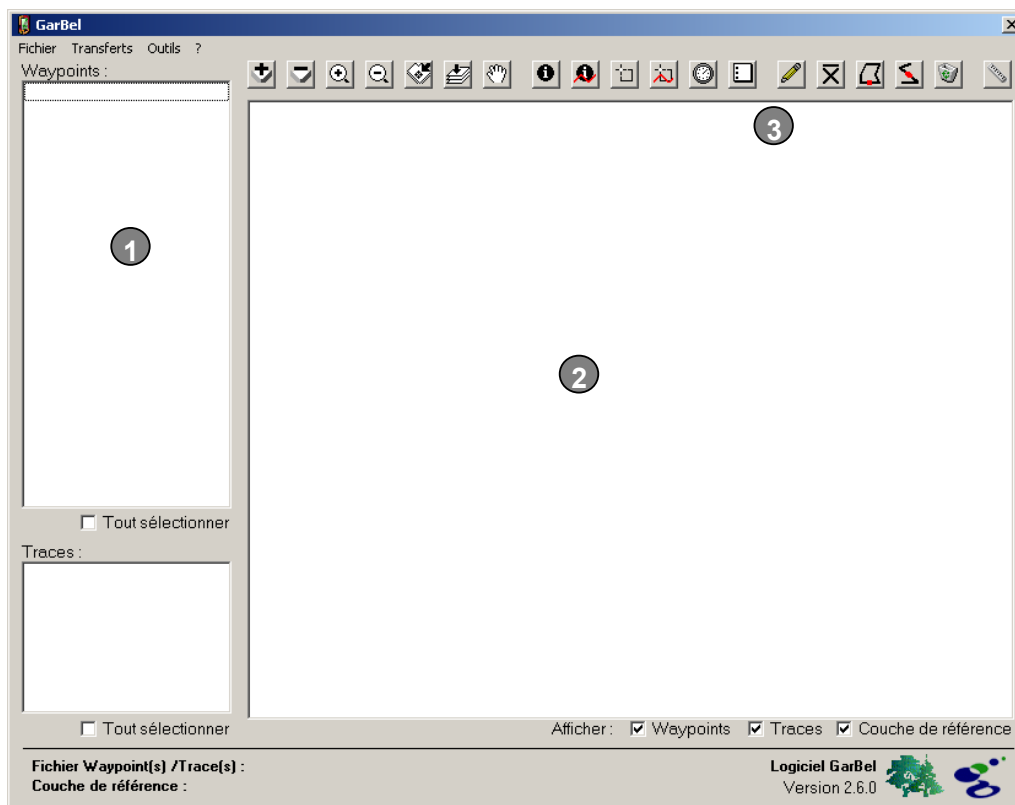 GarBel
Fichier Transferts Outils ?
Waypoints :
3
1
2
Tout sélectionner
Traces :
Tout sélectionner
Afficher : Waypoints Traces Couche de référence
Fichier Waypoint(s) /Trace(s) :
Couche de référence :
Logiciel GarBel
Version 2.6.0